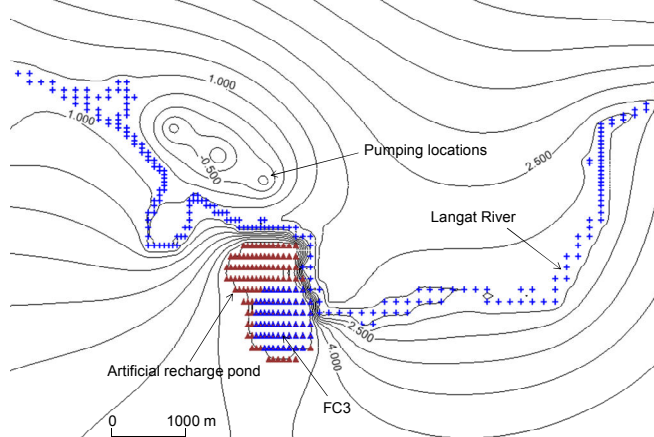 1.000
1.000
-0.500
Pumping locations
2.500
Langat River
2.500
4.000
Artificial recharge pond
FC3
0 1000 m